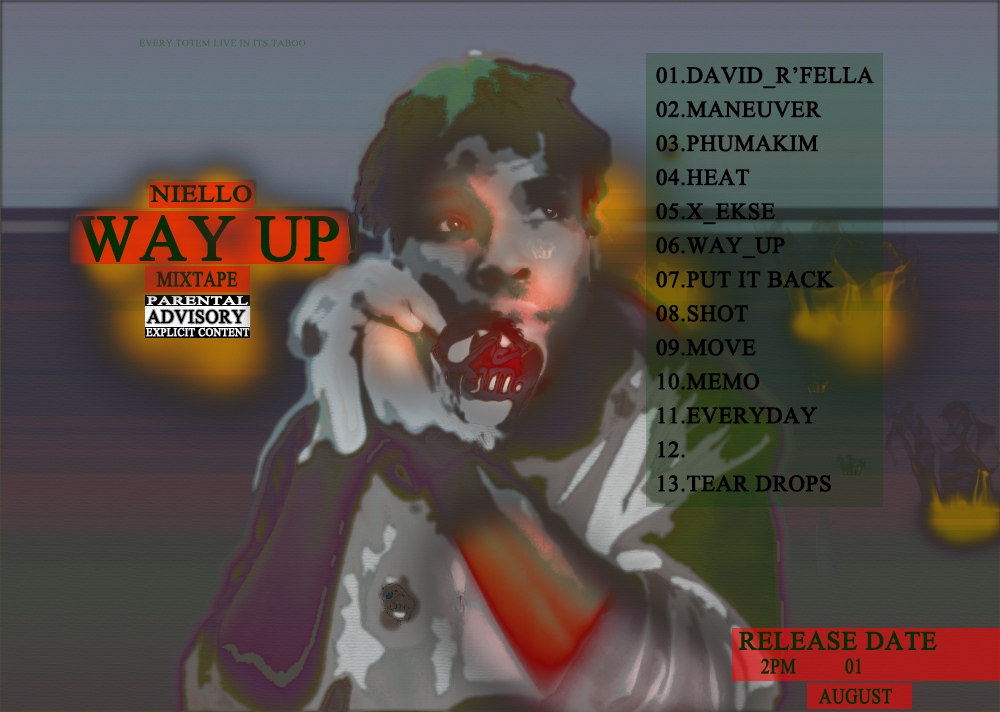 EVERY TOTEM LIVE IN ITS TABOO
NIELLO
WAY UP
MIXTAPE
PARENTAL
ADVISORY
EXPLICIT CONTENT
01.DAVID_R’FELLA
02.MANEUVER
03.PHUMAKIM
04.HEAT
05.X_EKSE
06.WAY_UP
07.PUT IT BACK
08.SHOT
09.MOVE
10.MEMO
11.EVERYDAY
12.
13.TEAR DROPS
RELEASE DATE
2PM 01
AUGUST